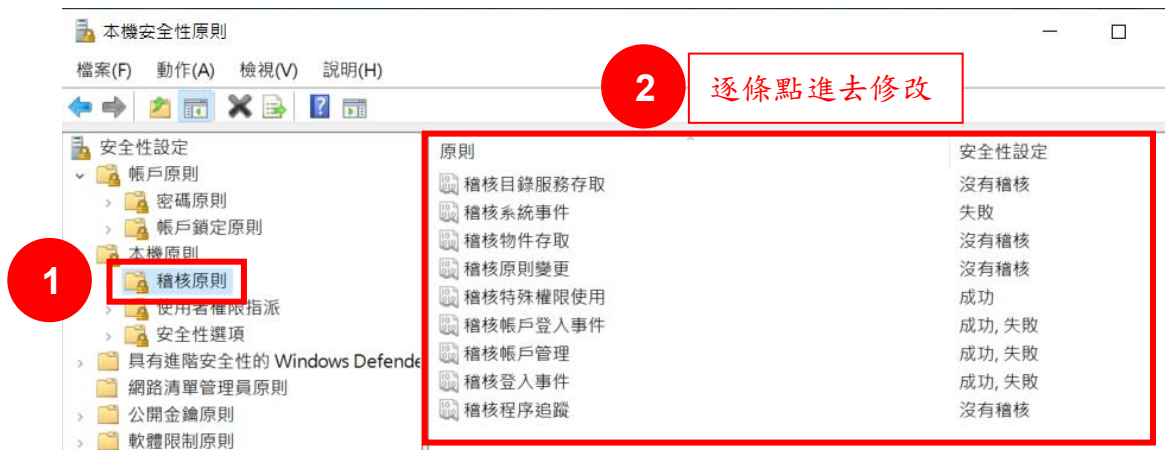 本機安全性原則
檔案(F) 動作(A) 檢視(V) 說明(H)
2
逐條點進去修改
安全性設定
帳戶原則
密碼原則
帳戶鎖定原則
本機原則
1
稽核原則
使用者權限指派
安全性選項
具有進階安全性的 Windows Defende
網路清單管理員原則
公開金鑰原則
軟體限制原則
原則 安全性設定
稽核目錄服務存取 沒有稽核
稽核系統事件 失敗
稽核物件存取 沒有稽核
稽核原則變更 沒有稽核
稽核特殊權限使用 成功
稽核帳戶登入事件 成功, 失敗
稽核帳戶管理 成功, 失敗
稽核登入事件 成功, 失敗
稽核程序追蹤 沒有稽核